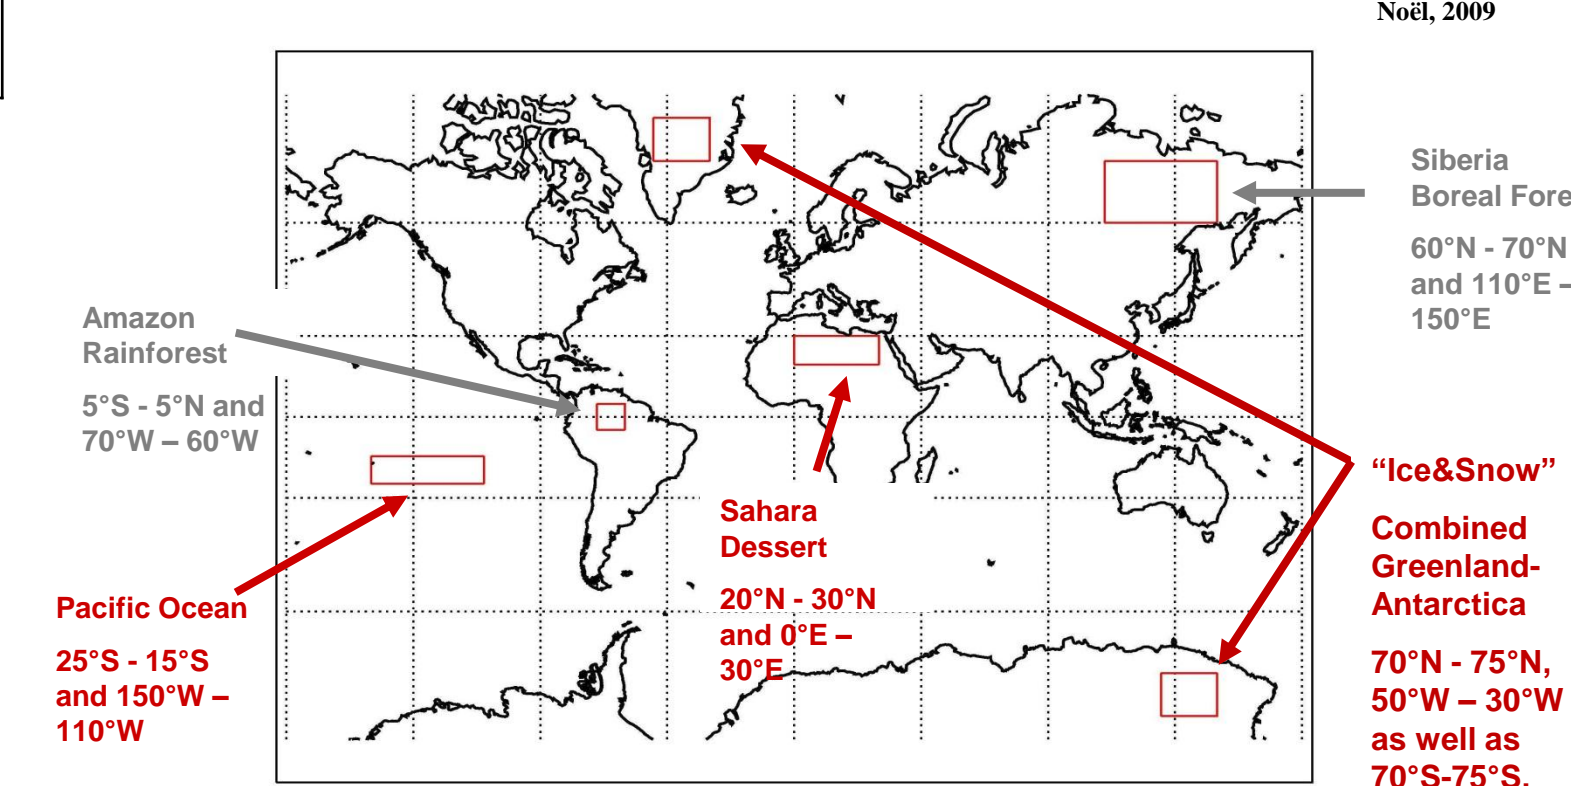 Noël, 2009
Siberia
Boreal Fore
60°N - 70°N
and 110°E –
150°E
Amazon
Rainforest
5°S - 5°N and
70°W – 60°W
“Ice&Snow”
Combined
Greenland-
Antarctica
70°N - 75°N,
50°W – 30°W
as well as
70°S-75°S,
Sahara
Dessert
20°N - 30°N
and 0°E –
30°E
Pacific Ocean
25°S - 15°S
and 150°W –
110°W